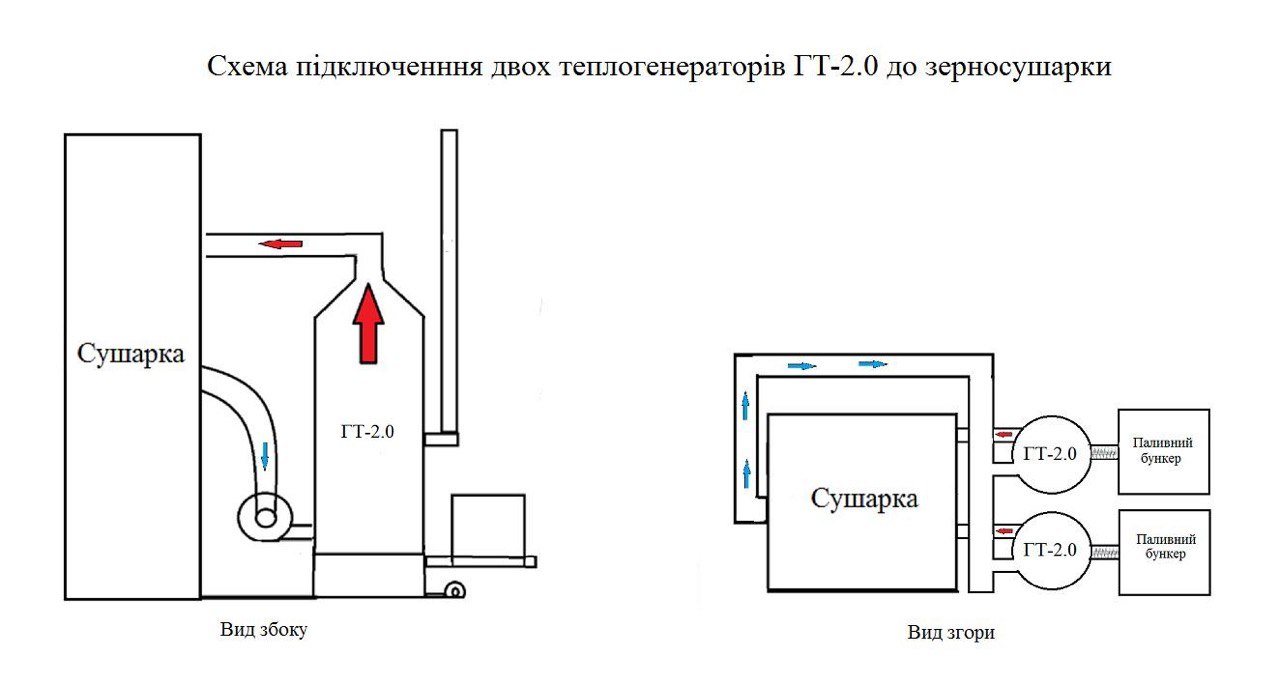 Схема підключенння двох теплогенераторів ГТ-2.0 до зерносушарки
Сушарка
ГТ-2.0
Вид збоку
ГТ-2.0
Паливний
бункер
Сушарка
ГТ-2.0
Паливний
бункер
Вид згори